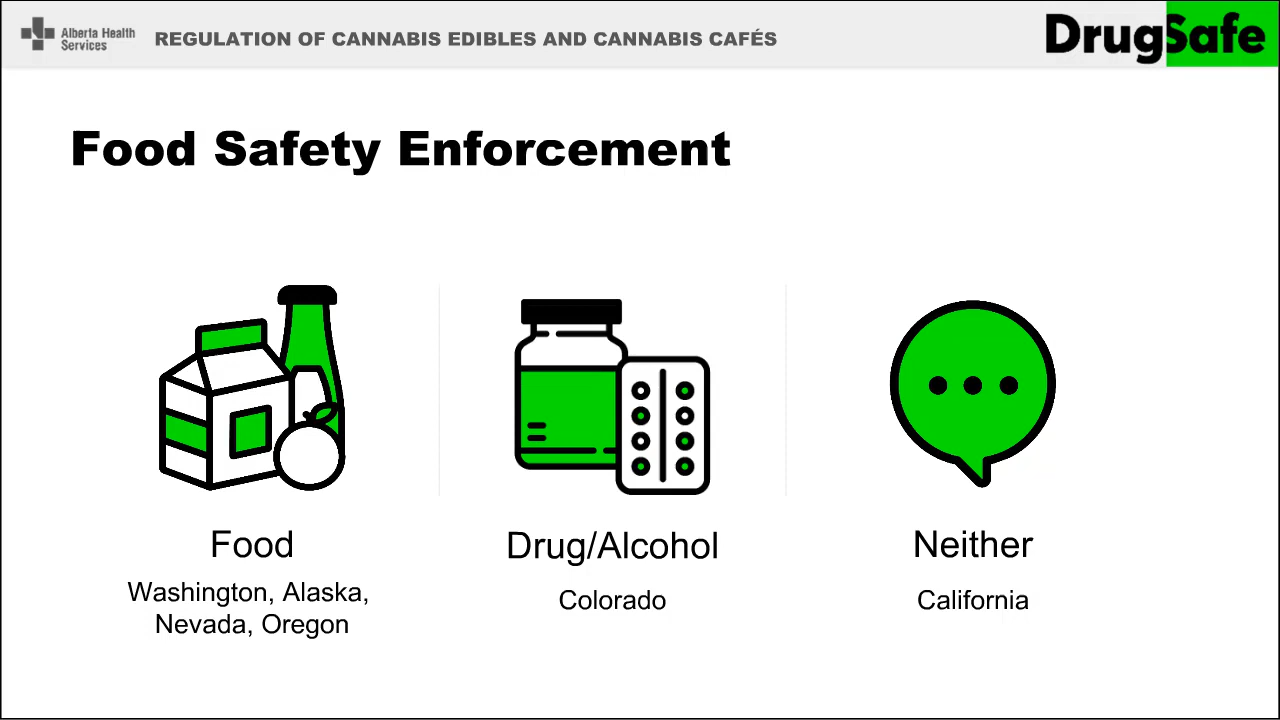 Alberta Health
Services
REGULATION OF CANNABIS EDIBLES AND CANNABIS CAFÉS
DrugSafe
Food Safety Enforcement
Food
Washington, Alaska,
Nevada, Oregon
Drug/Alcohol
Colorado
Neither
California